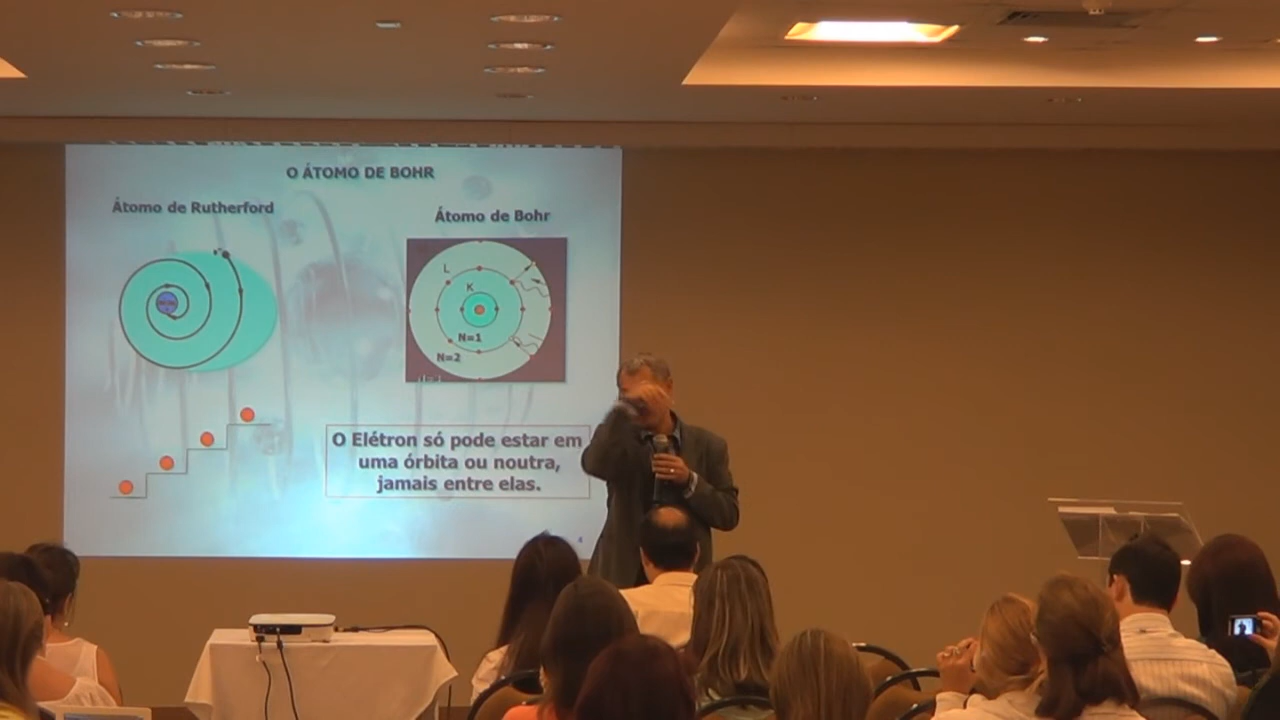 O ÁTOMO DE BOHR
Átomo de Rutherford
Átomo de Bohr
L
K
N=1
N=2
O Elétron só pode estar em
uma órbita ou noutra,
jamais entre elas.
4